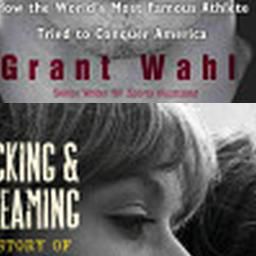 How the World's Most Famous Athlete
Tried to Conquer America
Grant Wahl
Senior Writer for Sports Illustrated
CKING &
EAMING
STORY OF